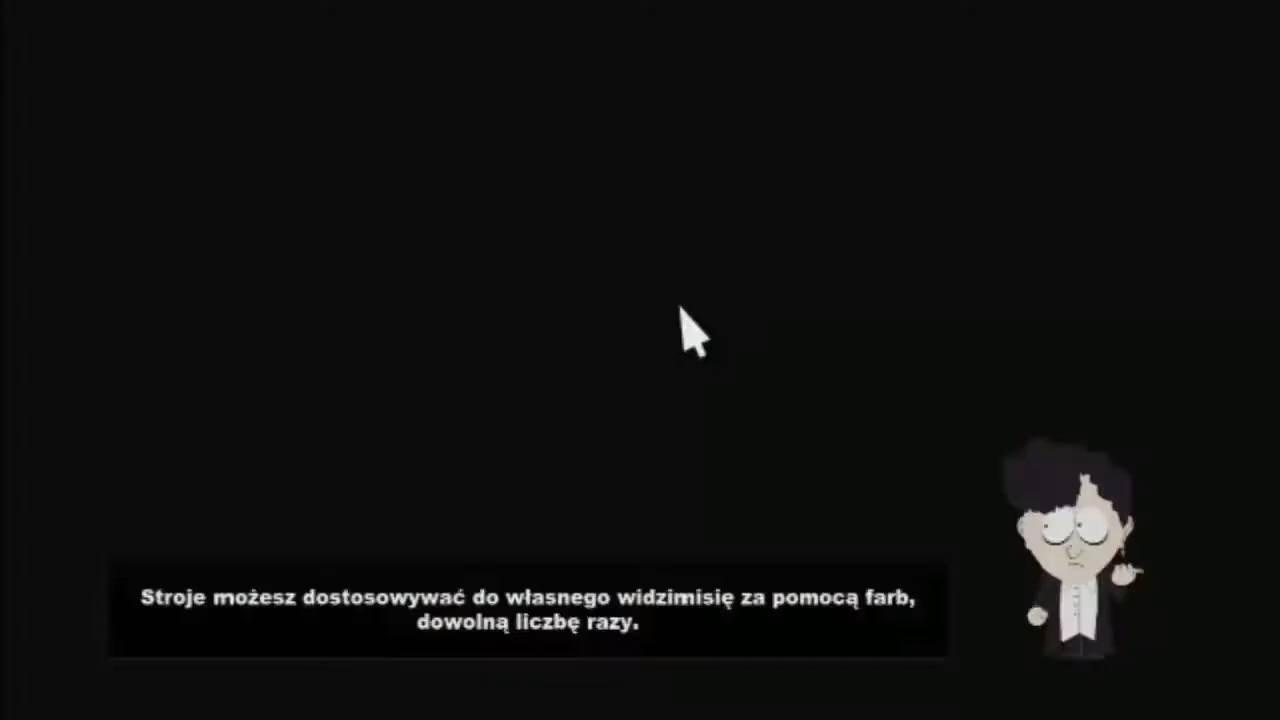 Stroje możesz dostosowywać do własnego widzimisię za pomocą farb,
dowolną liczbę razy.